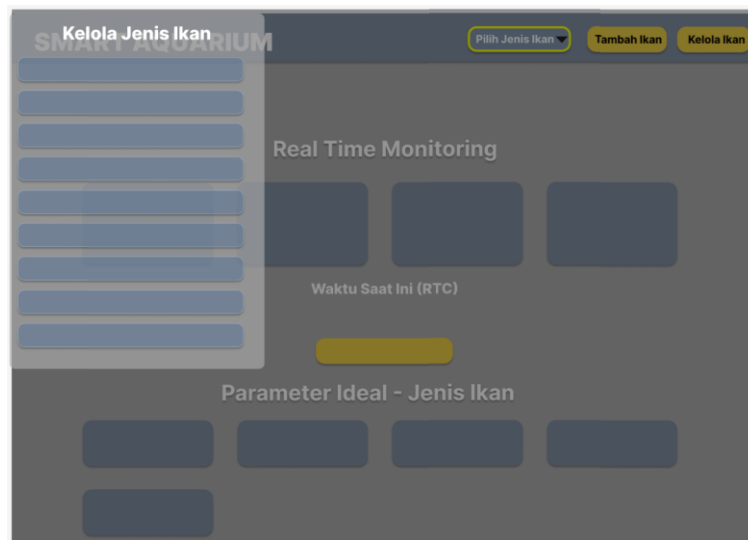 Kelola Jenis Ikan
SMART AQUARIUM
Pilih Jenis Ikan
Tambah Ikan
Kelola Ikan
Real Time Monitoring
Waktu Saat Ini (RTC)
Parameter Ideal - Jenis Ikan